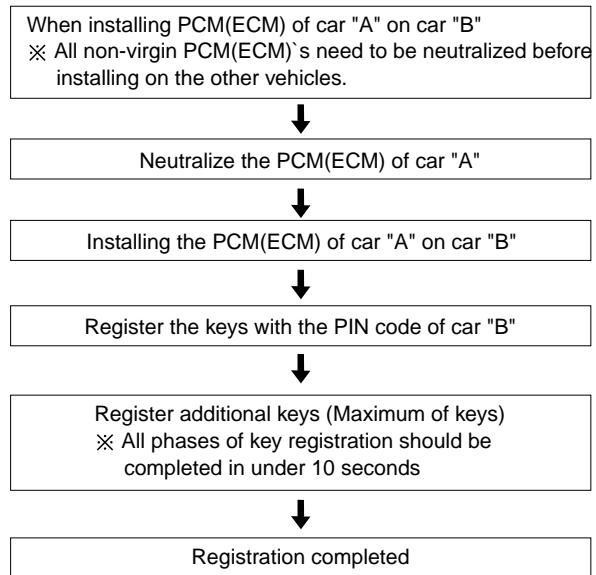 When installing PCM(ECM) of car "A" on car "B"
※ All non-virgin PCM(ECM)`s need to be neutralized before
installing on the other vehicles.
Neutralize the PCM(ECM) of car "A"
Installing the PCM(ECM) of car "A" on car "B"
Register the keys with the PIN code of car "B"
Register additional keys (Maximum of keys)
※ All phases of key registration should be
completed in under 10 seconds
Registration completed